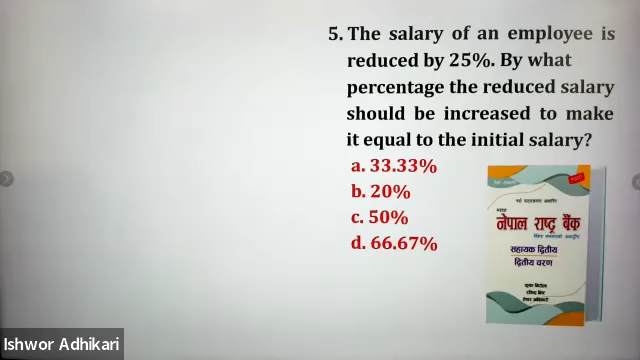 5. The salary of an employee is
reduced by 25%. By what
percentage the reduced salary
should be increased to make
it equal to the initial salary?
a. 33.33%
b. 20%
c. 50%
d. 66.67%
नेपाल राष्ट्र बैंक
सहायक द्वितीय
द्वितीय चरण
Ishwor Adhikari